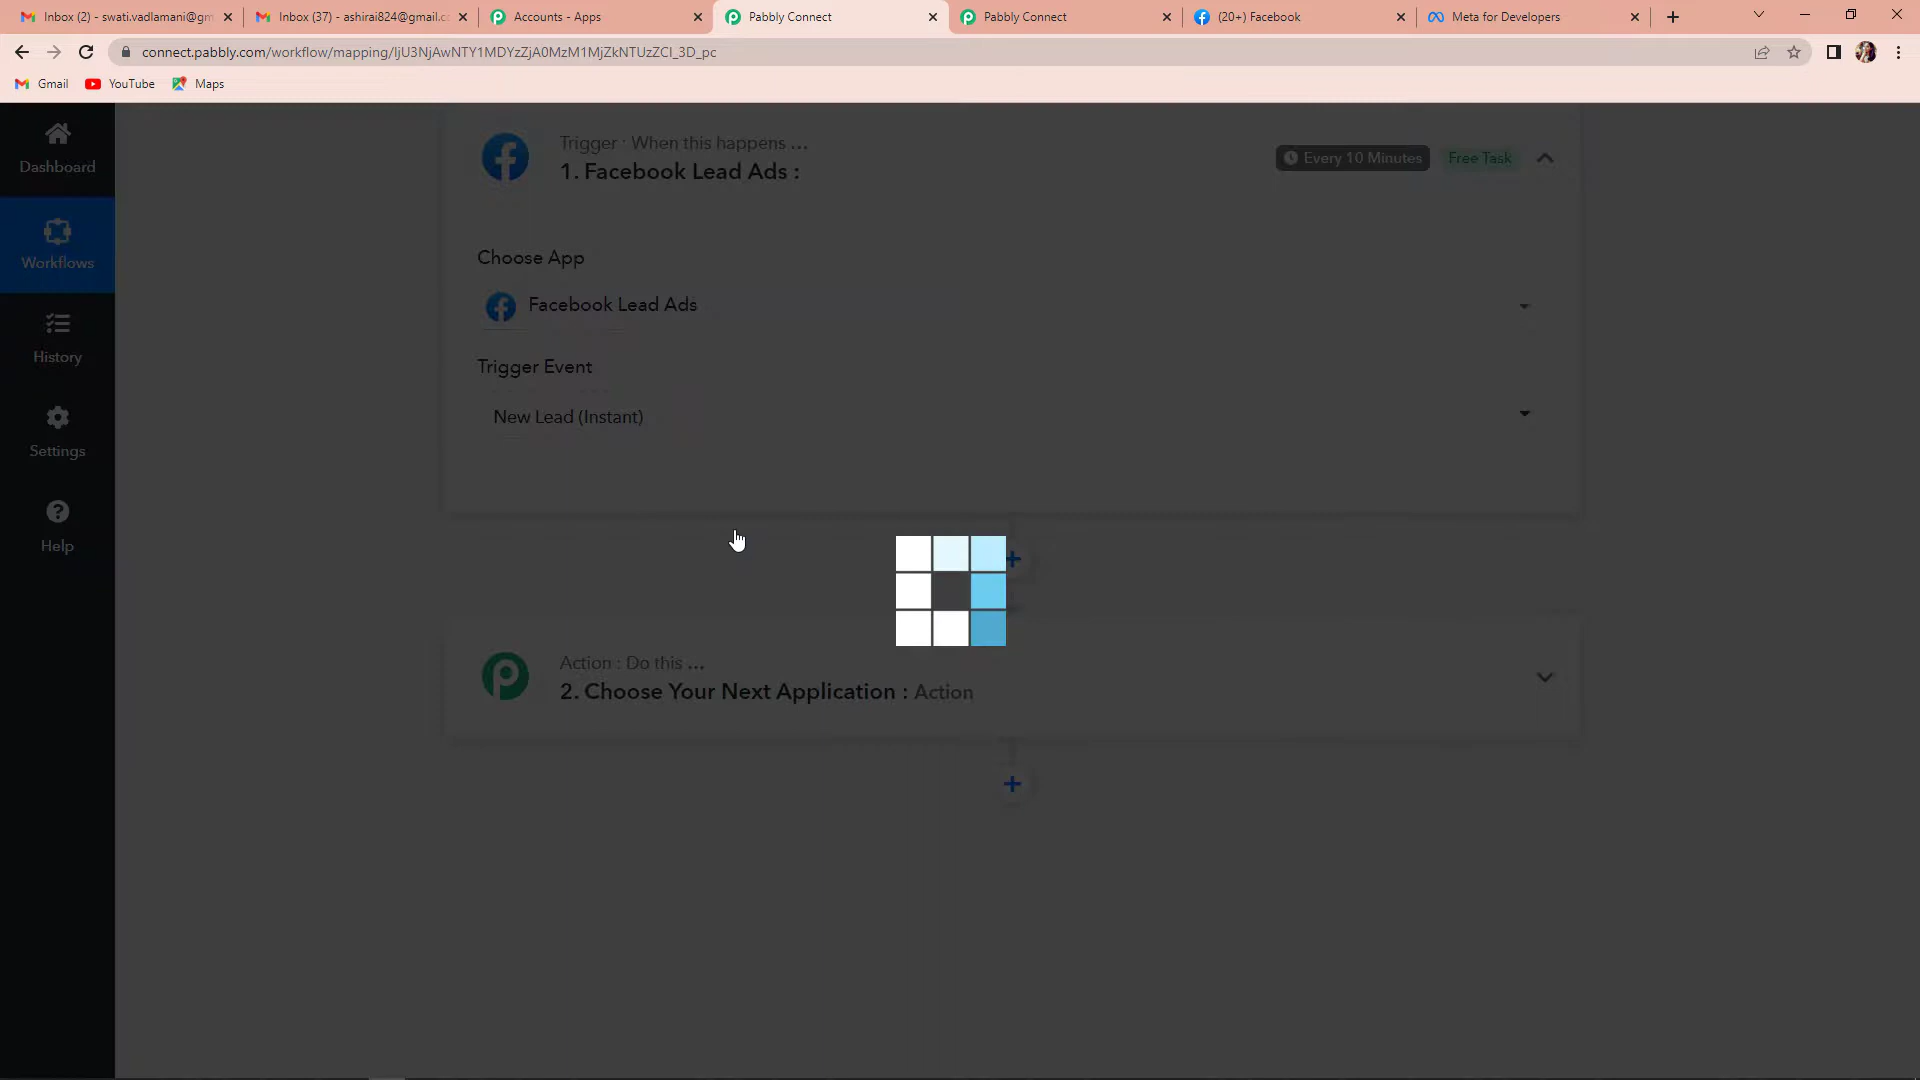 Inbox (2) - swati.vadlamani@gm
Inbox (37) - ashirai824@gmail.c
Accounts - Apps
Pabbly Connect
Pabbly Connect
(20+) Facebook
Meta for Developers
connect.pabbly.com/workflow/mapping/IjU3NjAwNTY1MDYzZjA0MzM1MjZkNTUzZCI_3D_pc
Gmail
YouTube
Maps
Dashboard
Workflows
History
Settings
Help
Trigger : When this happens ...
1. Facebook Lead Ads :
Every 10 Minutes
Free Task
Choose App
Facebook Lead Ads
Trigger Event
New Lead (Instant)
Action : Do this ...
2. Choose Your Next Application : Action